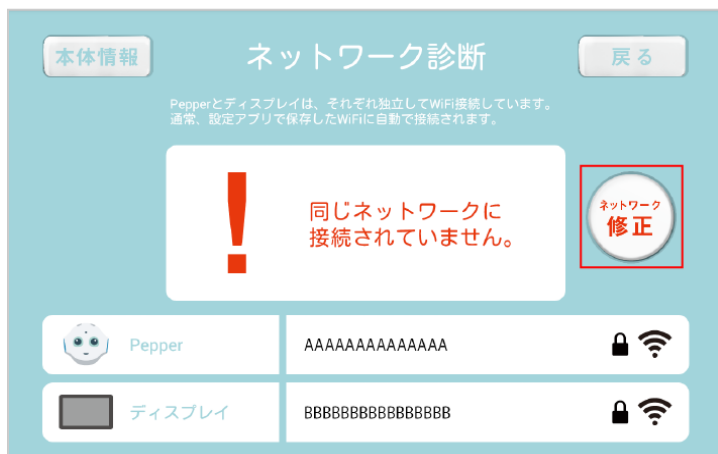 本体情報
ネットワーク診断
戻る
Pepperとディスプレイは、それぞれ独立してWiFi接続しています。
通常、設定アプリで保存したWiFiに自動で接続されます。
!
同じネットワークに
接続されていません。
ネットワーク
修正
Pepper
AAAAAAAAAAAAAA
ディスプレイ
BBBBBBBBBBBBBBBB